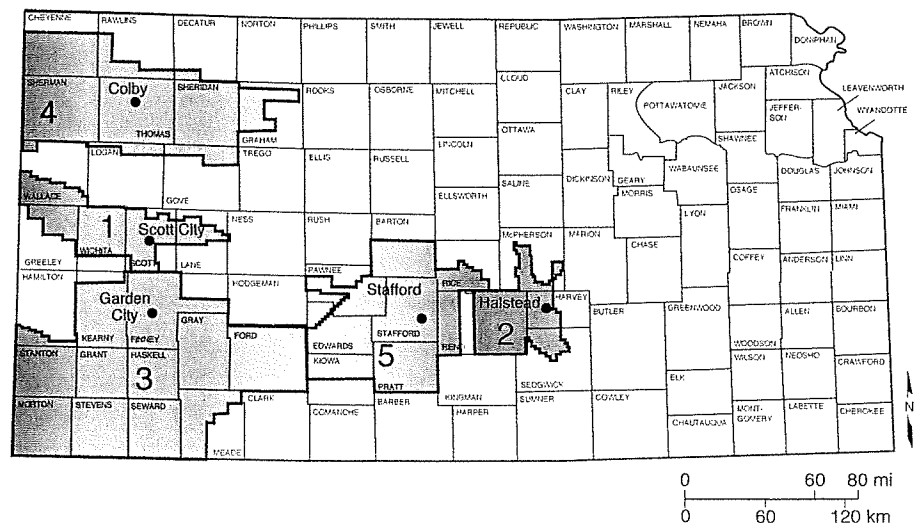 CHEYENNE RAWLINS DECATUR NORTON PHILLIPS SMITH JEWELL REPUBLIC WASHINGTON MARSHALL NEMAHA BROWN
DONIPHAN
ATCHISON
LEAVENWORTH
WYANDOTTE
SHERMAN Colby SHERIDAN
4 THOMAS GRAHAM ROOKS OSBORNE MITCHELL CLOUD CLAY RILEY POTTAWATOMIE JACKSON JEFFER-
SON
OTTAWA SHAWNEE
LOGAN GOVE TREGO ELLIS RUSSELL LINCOLN
WALLACE ELLSWORTH SALINE DICKINSON GEARY WABAUNSEE DOUGLAS JOHNSON
MORRIS OSAGE
1 Scott City NESS RUSH BARTON McPHERSON MARION LYON FRANKLIN MIAMI
GREELEY WICHITA SCOTT LANE CHASE COFFEY ANDERSON LINN
HAMILTON HODGEMAN PAWNEE RICE
Garden
City
Stafford Halstead HARVEY
KEARNY FINNEY GRAY FORD EDWARDS STAFFORD RENO 2 BUTLER GREENWOOD ALLEN BOURBON
WOODSON
STANTON GRANT HASKELL KIOWA 5 WILSON NEOSHO CRAWFORD
3 PRATT SEDGWICK ELK
MORTON STEVENS SEWARD MEADE CLARK COMANCHE BARBER KINGMAN HARPER SUMNER COWLEY
CHAUTAUQUA MONT-
GOMERY LABETTE CHEROKEE
N
0 60 80 mi
0 60 120 km